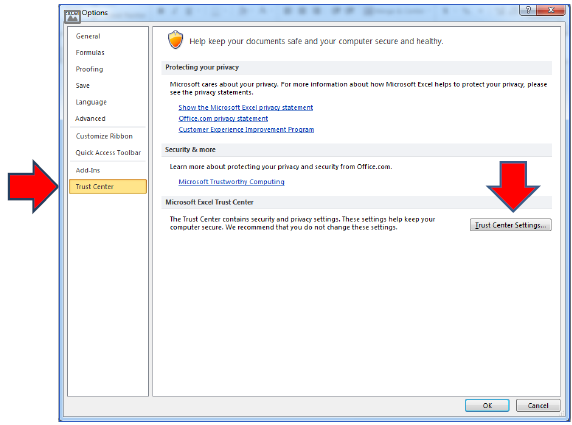 Options
General
Formulas
Proofing
Save
Language
Advanced
Customize Ribbon
Quick Access Toolbar
Add-Ins
Trust Center
Help keep your documents safe and your computer secure and healthy.
Protecting your privacy
Microsoft cares about your privacy. For more information about how Microsoft Excel helps to protect your privacy, please
see the privacy statements.
Show the Microsoft Excel privacy statement
Office.com privacy statement
Customer Experience Improvement Program
Security & more
Learn more about protecting your privacy and security from Office.com.
Microsoft Trustworthy Computing
Microsoft Excel Trust Center
The Trust Center contains security and privacy settings. These settings help keep your
computer secure. We recommend that you do not change these settings.
Trust Center Settings...
OK
Cancel